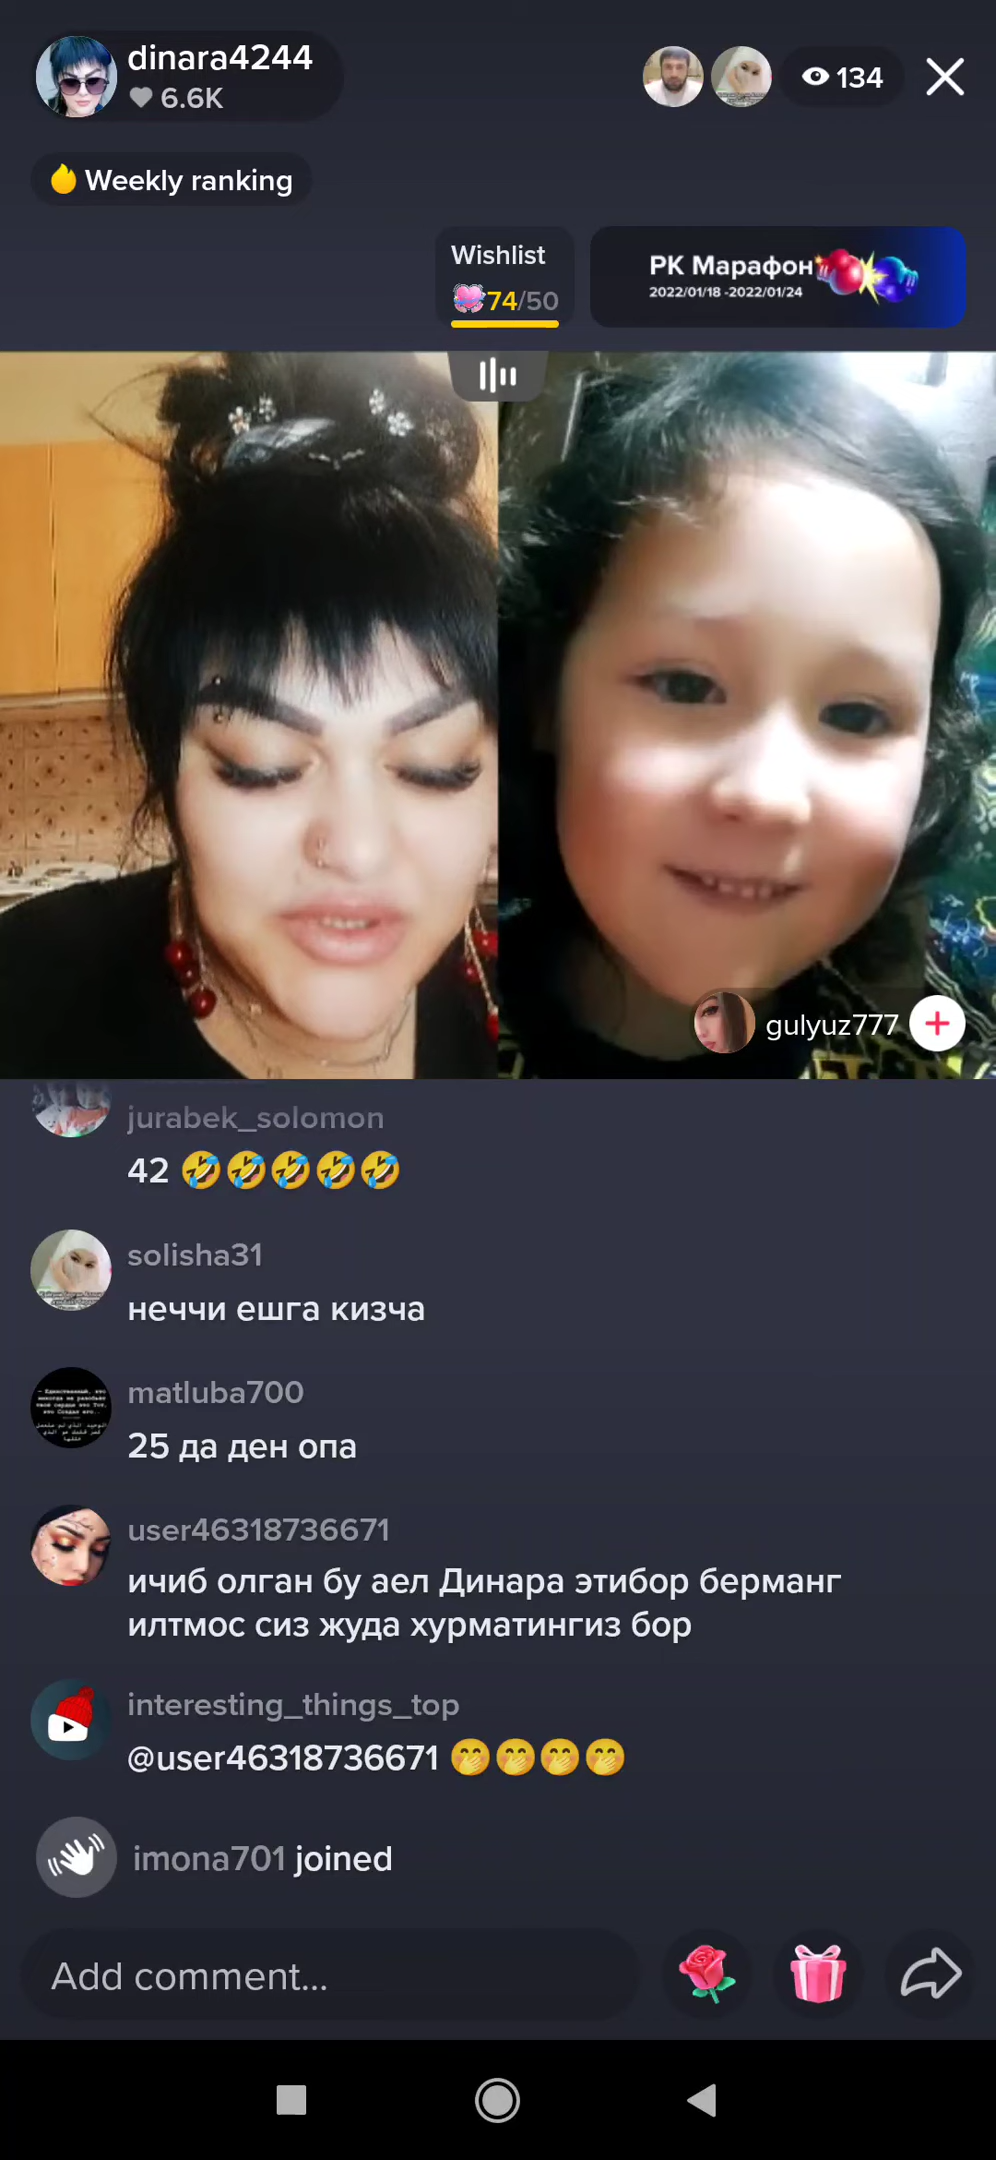 dinara4244
6.6K
134
Weekly ranking
Wishlist
74/50
РК Марафон
2022/01/18 -2022/01/24
gulyuz777
jurabek_solomon
42 🤣🤣🤣🤣🤣
solisha31
неччи ешга кизча
matluba700
25 да ден опа
user46318736671
ичиб олган бу аел Динара этибор берманг
илтмос сиз жуда хурматингиз бор
interesting_things_top
@user46318736671 🤭🤭🤭🤭
imona701 joined
Add comment...